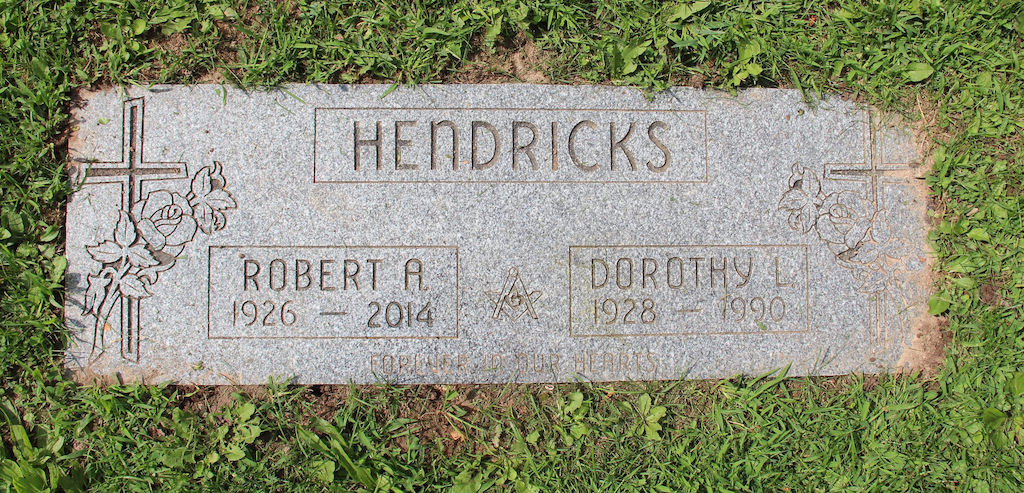 HENDRICKS
ROBERT A.
1926 — 2014
DOROTHY L.
1928 — 1990
G
FOREVER IN OUR HEARTS